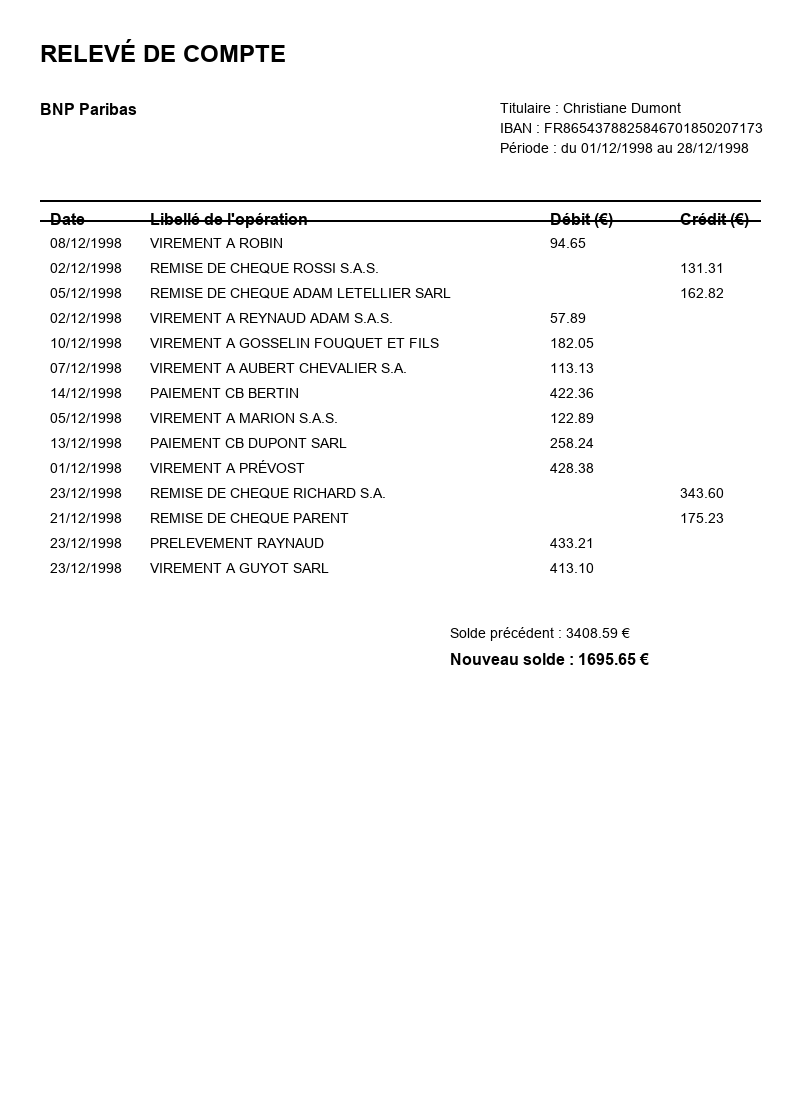 RELEVÉ DE COMPTE
BNP Paribas
Titulaire : Christiane Dumont
IBAN : FR8654378825846701850207173
Période : du 01/12/1998 au 28/12/1998
Date Libellé de l'opération Débit (€) Crédit (€)
08/12/1998 VIREMENT A ROBIN 94.65
02/12/1998 REMISE DE CHEQUE ROSSI S.A.S. 131.31
05/12/1998 REMISE DE CHEQUE ADAM LETELLIER SARL 162.82
02/12/1998 VIREMENT A REYNAUD ADAM S.A.S. 57.89
10/12/1998 VIREMENT A GOSSELIN FOUQUET ET FILS 182.05
07/12/1998 VIREMENT A AUBERT CHEVALIER S.A. 113.13
14/12/1998 PAIEMENT CB BERTIN 422.36
05/12/1998 VIREMENT A MARION S.A.S. 122.89
13/12/1998 PAIEMENT CB DUPONT SARL 258.24
01/12/1998 VIREMENT A PRÉVOST 428.38
23/12/1998 REMISE DE CHEQUE RICHARD S.A. 343.60
21/12/1998 REMISE DE CHEQUE PARENT 175.23
23/12/1998 PRELEVEMENT RAYNAUD 433.21
23/12/1998 VIREMENT A GUYOT SARL 413.10
Solde précédent : 3408.59 €
Nouveau solde : 1695.65 €